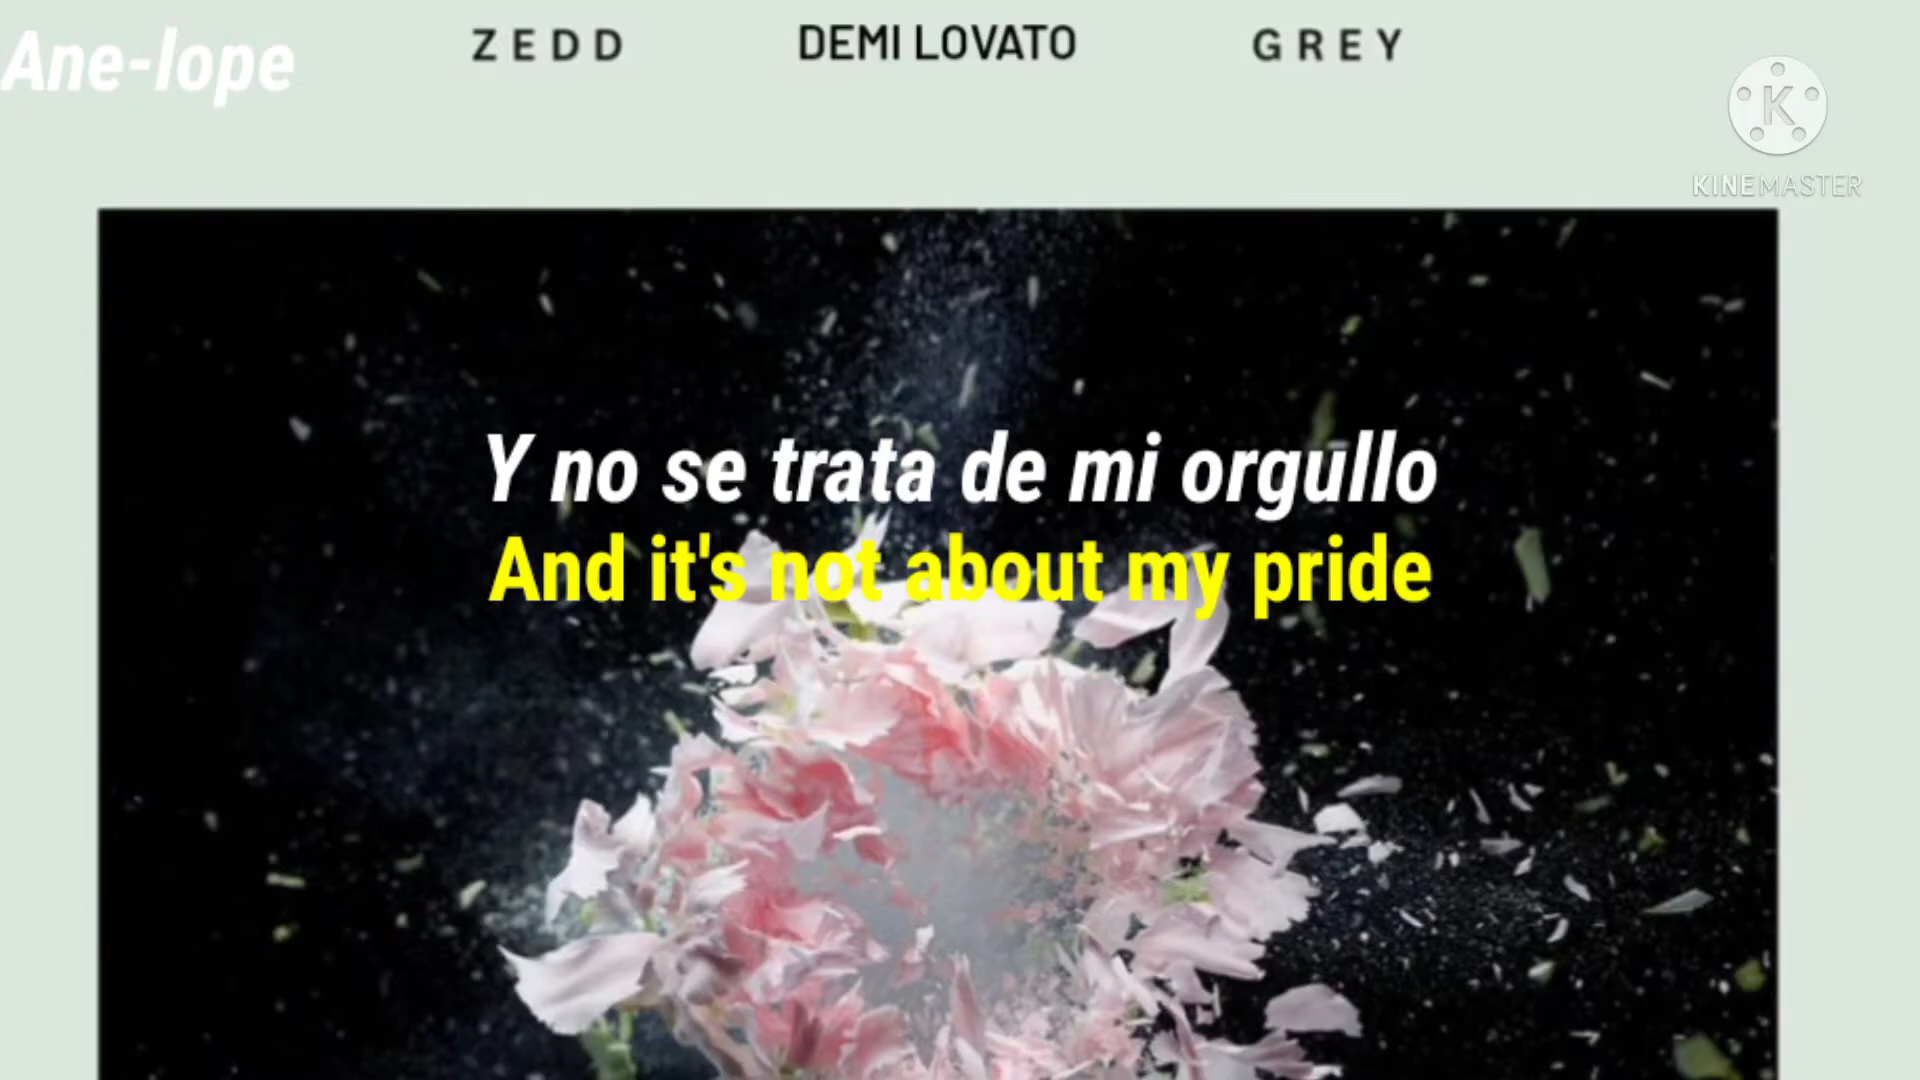 Ane-lope
ZEDD
DEMI LOVATO
GREY
K
KINEMASTER
Y no se trata de mi orgullo
And it's not about my pride